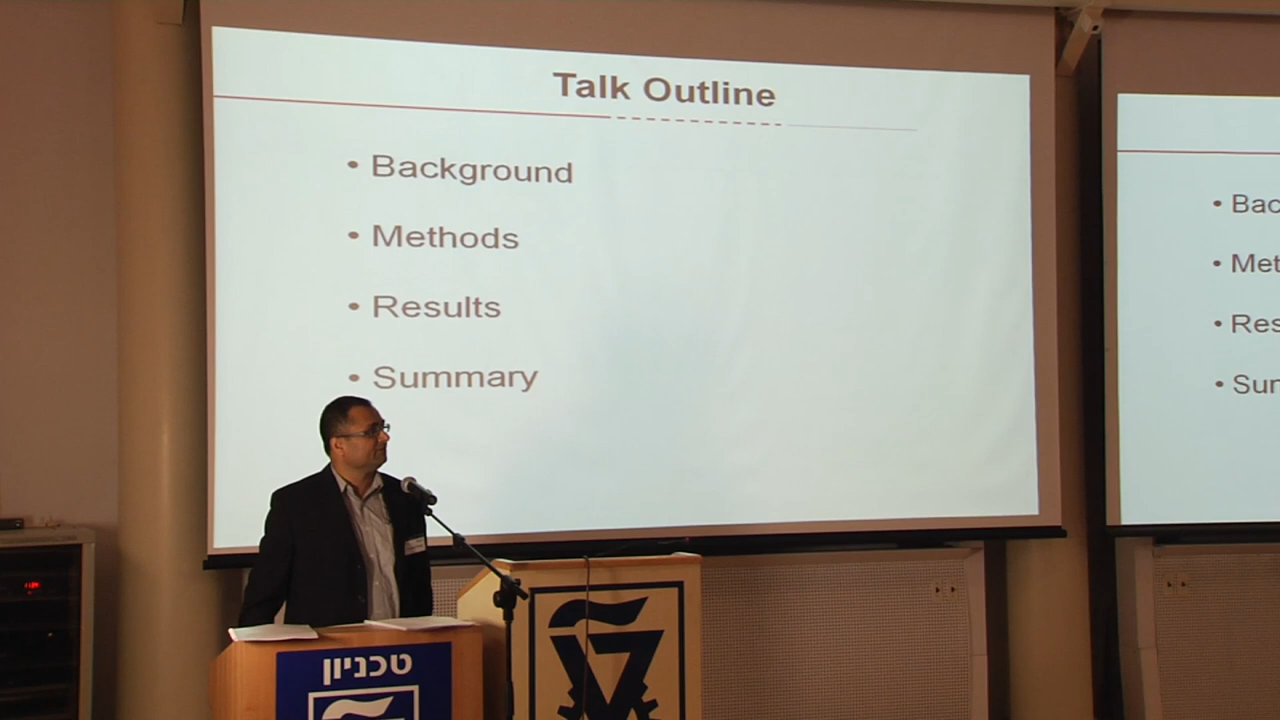 Talk Outline
• Background
• Methods
• Results
• Summary
• Bac
• Met
• Res
• Sur
טכניון